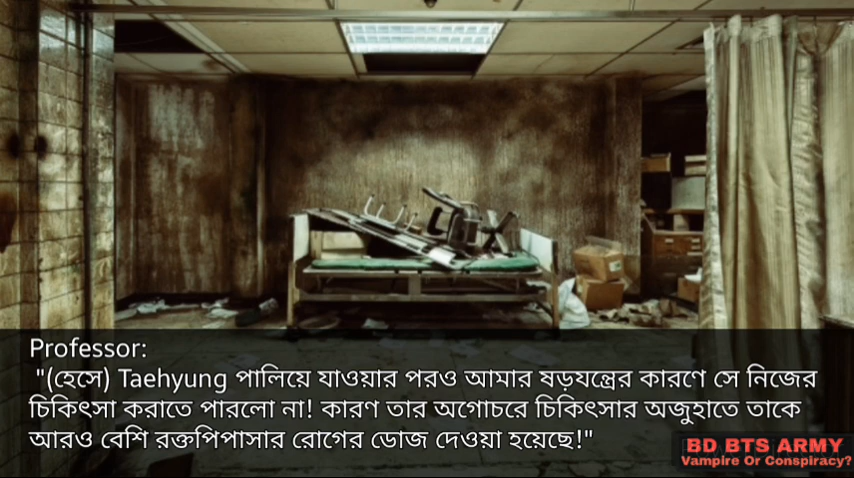 Professor:
"(হেসে) Taehyung পালিয়ে যাওয়ার পরও আমার ষড়যন্ত্রের কারণে সে নিজের
চিকিৎসা করাতে পারলো না! কারণ তার অগোচরে চিকিৎসার অজুহাতে তাকে
আরও বেশি রক্তপিপাসার রোগের ডোজ দেওয়া হয়েছে!"
BD BTS ARMY
Vampire Or Conspiracy?